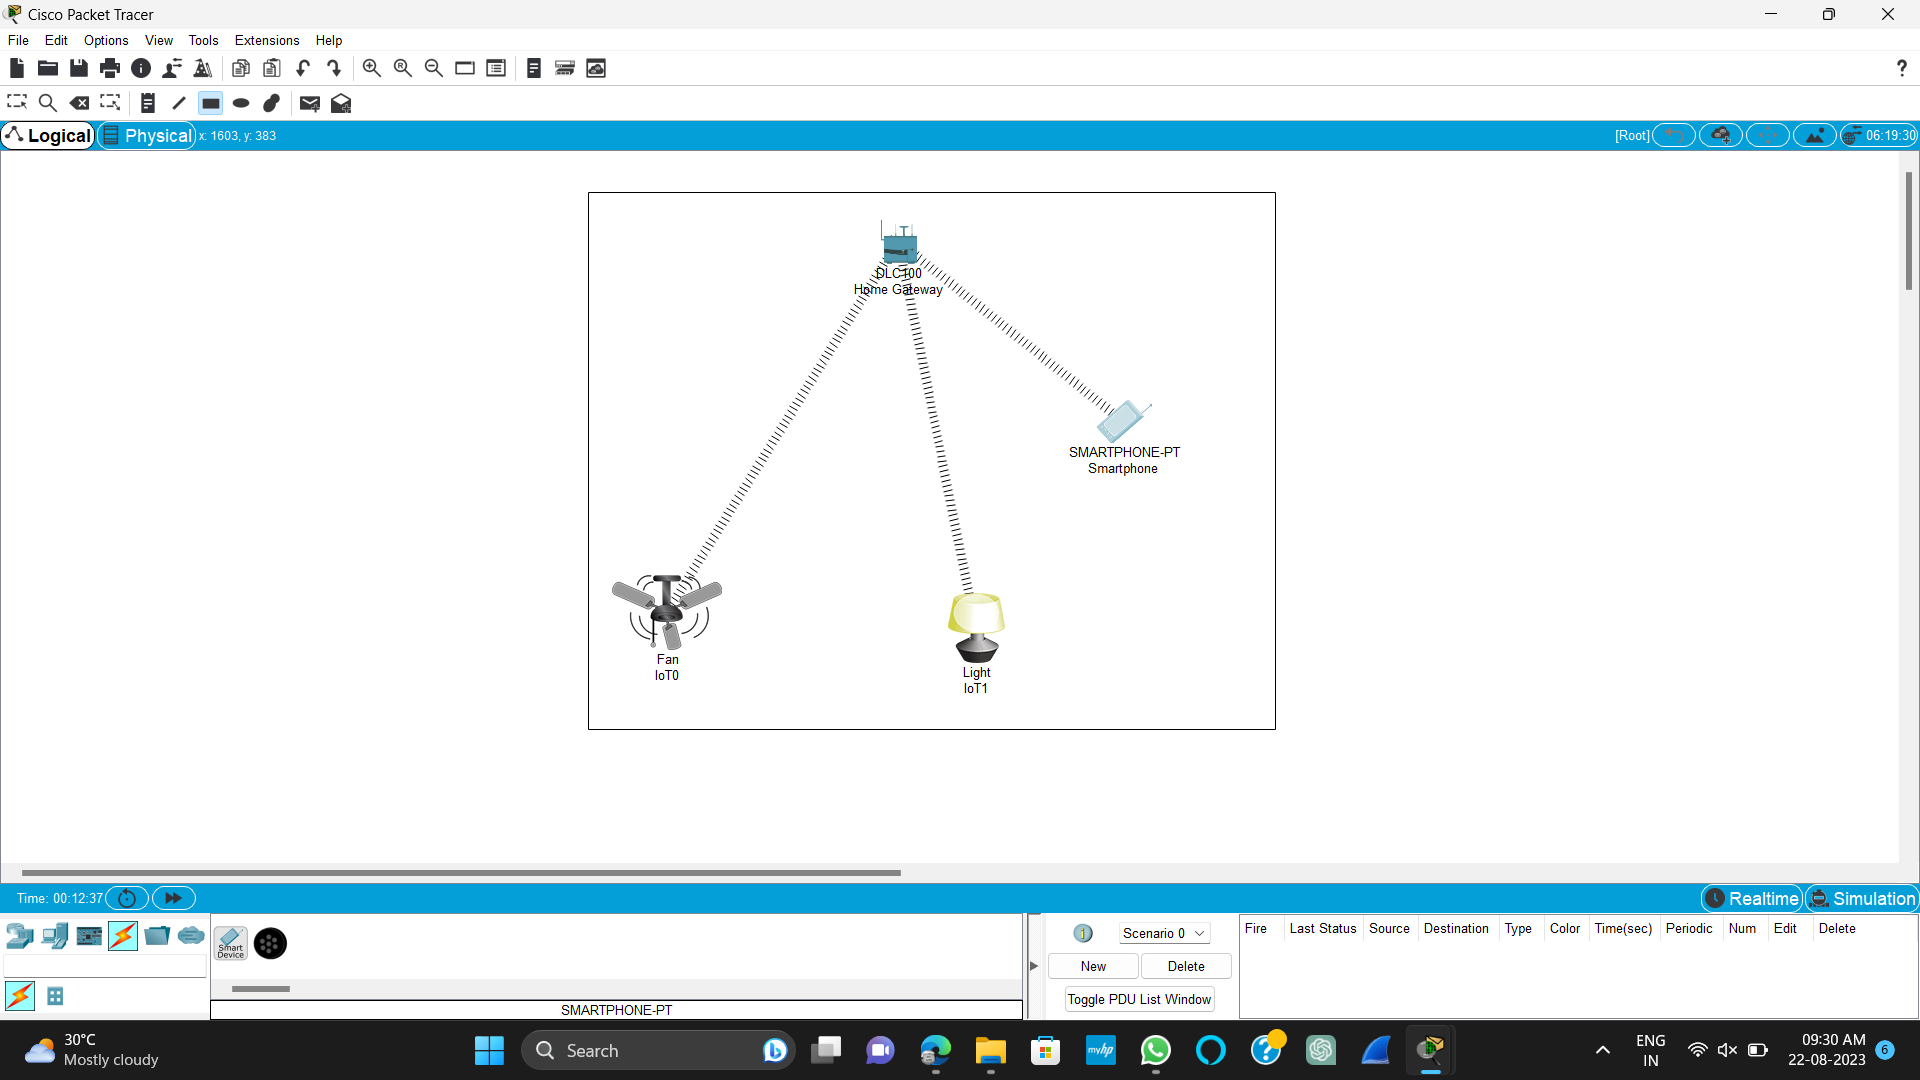 Cisco Packet Tracer
File Edit Options View Tools Extensions Help
?
Logical Physical x: 1603, y: 383 [Root] 06:19:30
DLC100
Home Gateway
SMARTPHONE-PT
Smartphone
Fan
IoT0
Light
IoT1
Time: 00:12:37 Realtime Simulation
Smart
Device
SMARTPHONE-PT
1 Scenario 0
New Delete
Toggle PDU List Window
Fire Last Status Source Destination Type Color Time(sec) Periodic Num Edit Delete
30°C
Mostly cloudy
Search
myhp
ENG
IN
09:30 AM
22-08-2023
6